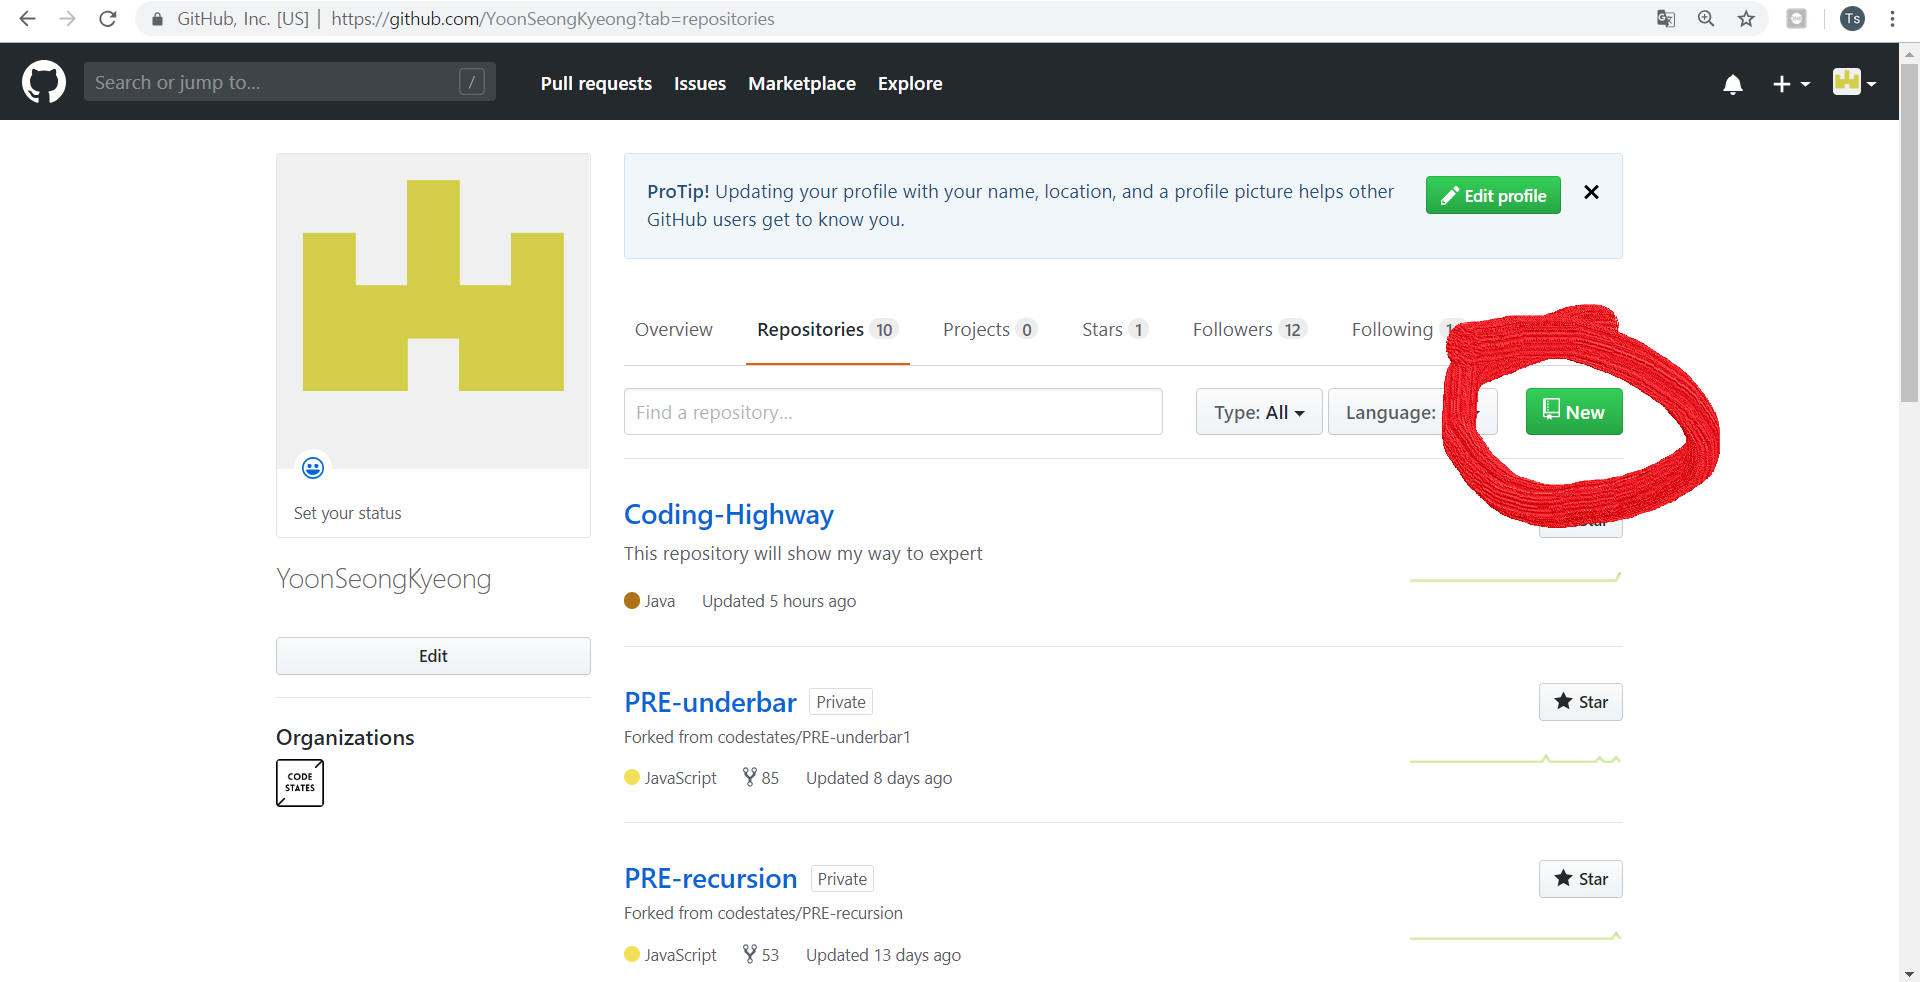 GitHub, Inc. [US] | https://github.com/YoonSeongKyeong?tab=repositories
Ts
Search or jump to... /
Pull requests Issues Marketplace Explore
ProTip! Updating your profile with your name, location, and a profile picture helps other
GitHub users get to know you.
Edit profile
Overview Repositories 10 Projects 0 Stars 1 Followers 12 Following
Find a repository...
Type: All
Language:
New
Set your status
YoonSeongKyeong
Edit
Organizations
CODE
STATES
Coding-Highway
This repository will show my way to expert
Java Updated 5 hours ago
PRE-underbar Private
Star
Forked from codestates/PRE-underbar1
JavaScript 85 Updated 8 days ago
PRE-recursion Private
Star
Forked from codestates/PRE-recursion
JavaScript 53 Updated 13 days ago